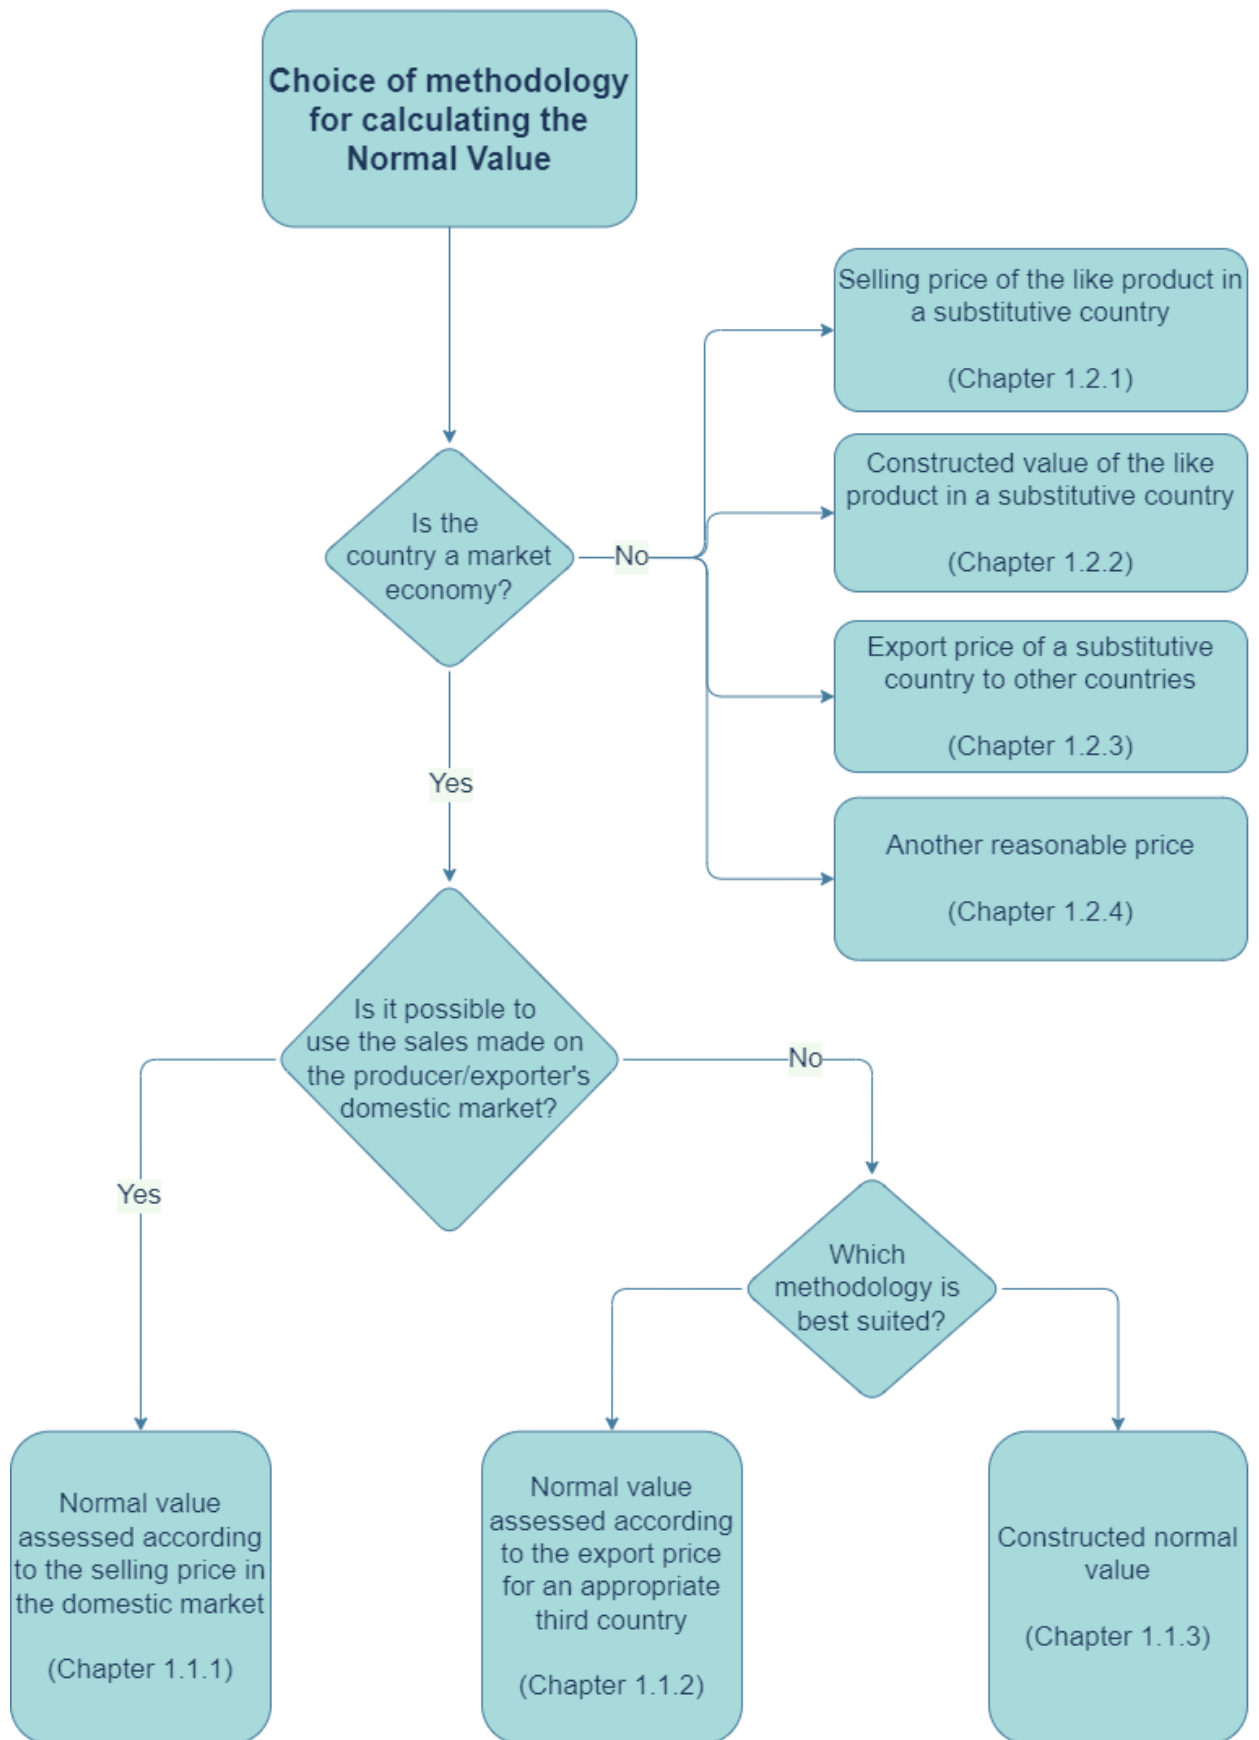 Choice of methodology
for calculating the
Normal Value
Selling price of the like product in
a substitutive country
(Chapter 1.2.1)
Constructed value of the like
product in a substitutive country
(Chapter 1.2.2)
Is the
country a market
economy?
No
Export price of a substitutive
country to other countries
(Chapter 1.2.3)
Yes
Another reasonable price
(Chapter 1.2.4)
Is it possible to
use the sales made on
the producer/exporter's
domestic market?
No
Yes
Which
methodology is
best suited?
Normal value
assessed according
to the selling price in
the domestic market
(Chapter 1.1.1)
Normal value
assessed according
to the export price
for an appropriate
third country
(Chapter 1.1.2)
Constructed normal
value
(Chapter 1.1.3)